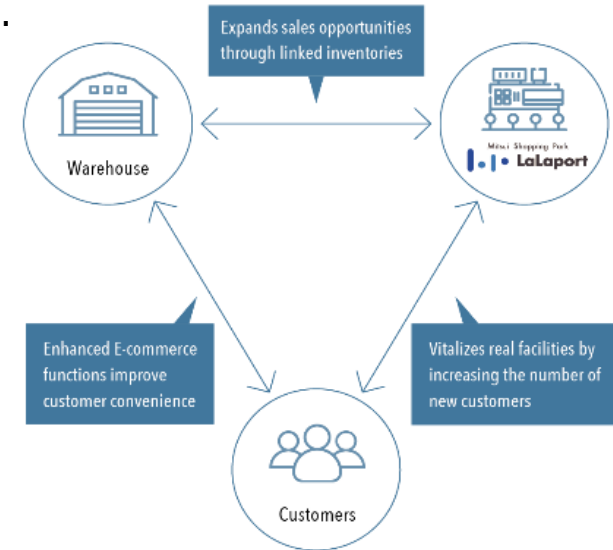 .
Expands sales opportunities
through linked inventories
Warehouse
Mitsui Shopping Park
LaLaport
Enhanced E-commerce
functions improve
customer convenience
Vitalizes real facilities by
increasing the number of
new customers
Customers